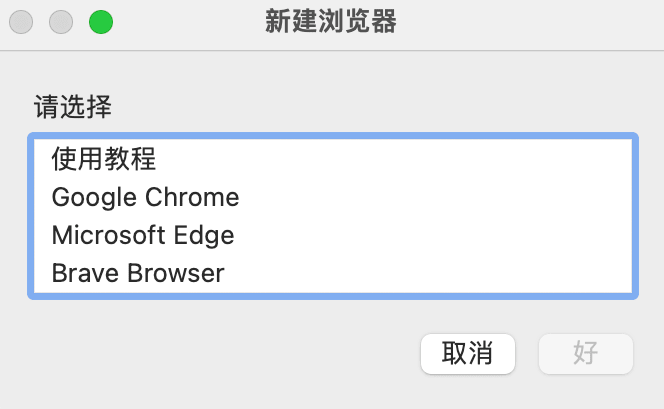 新建浏览器
请选择
使用教程
Google Chrome
Microsoft Edge
Brave Browser
取消
好